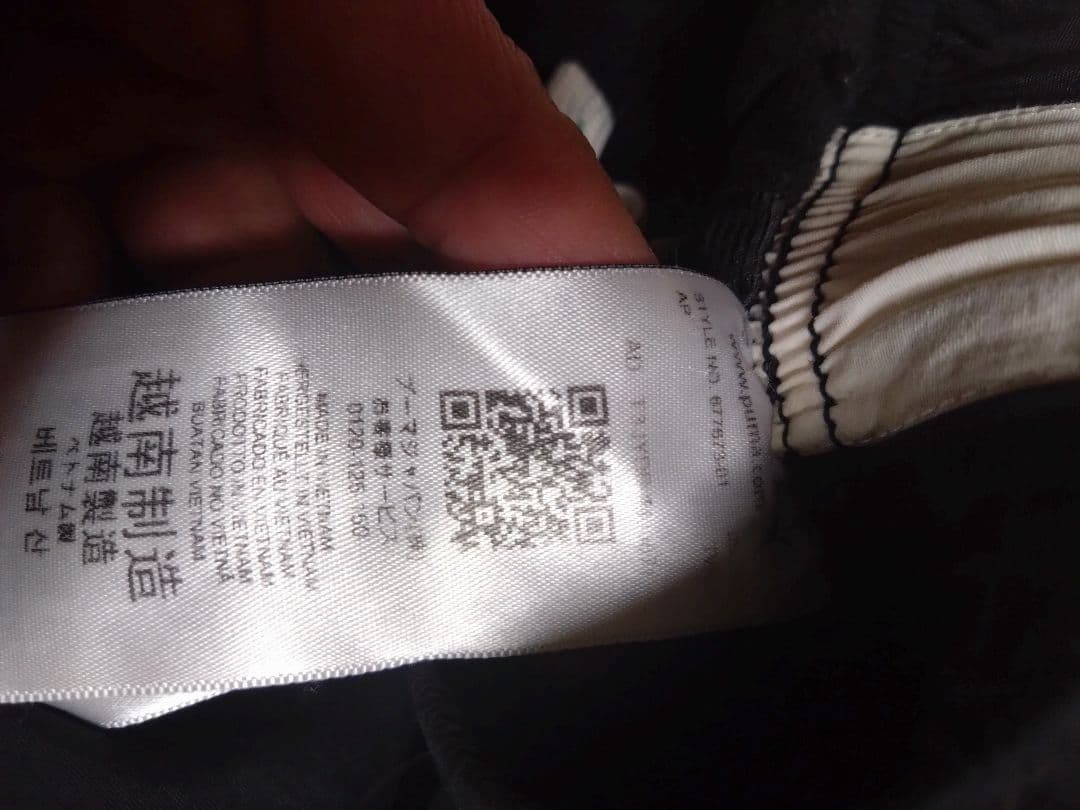 www.puma.com
STYLE NO
AP
プーマジャパン㈱
お客様サービス
0120-125-160
MADE IN VIETNAM
HERGESTELLT IN VIETNAM
FABRIQUE AU VIETNAM
FABRICADO EN VIETNAM
PRODOTTO IN VIETNAM
FABRICADO NO VIETNÃ
BUATAN VIETNAM
越南制造
越南製造
ベトナム製
베트남 산